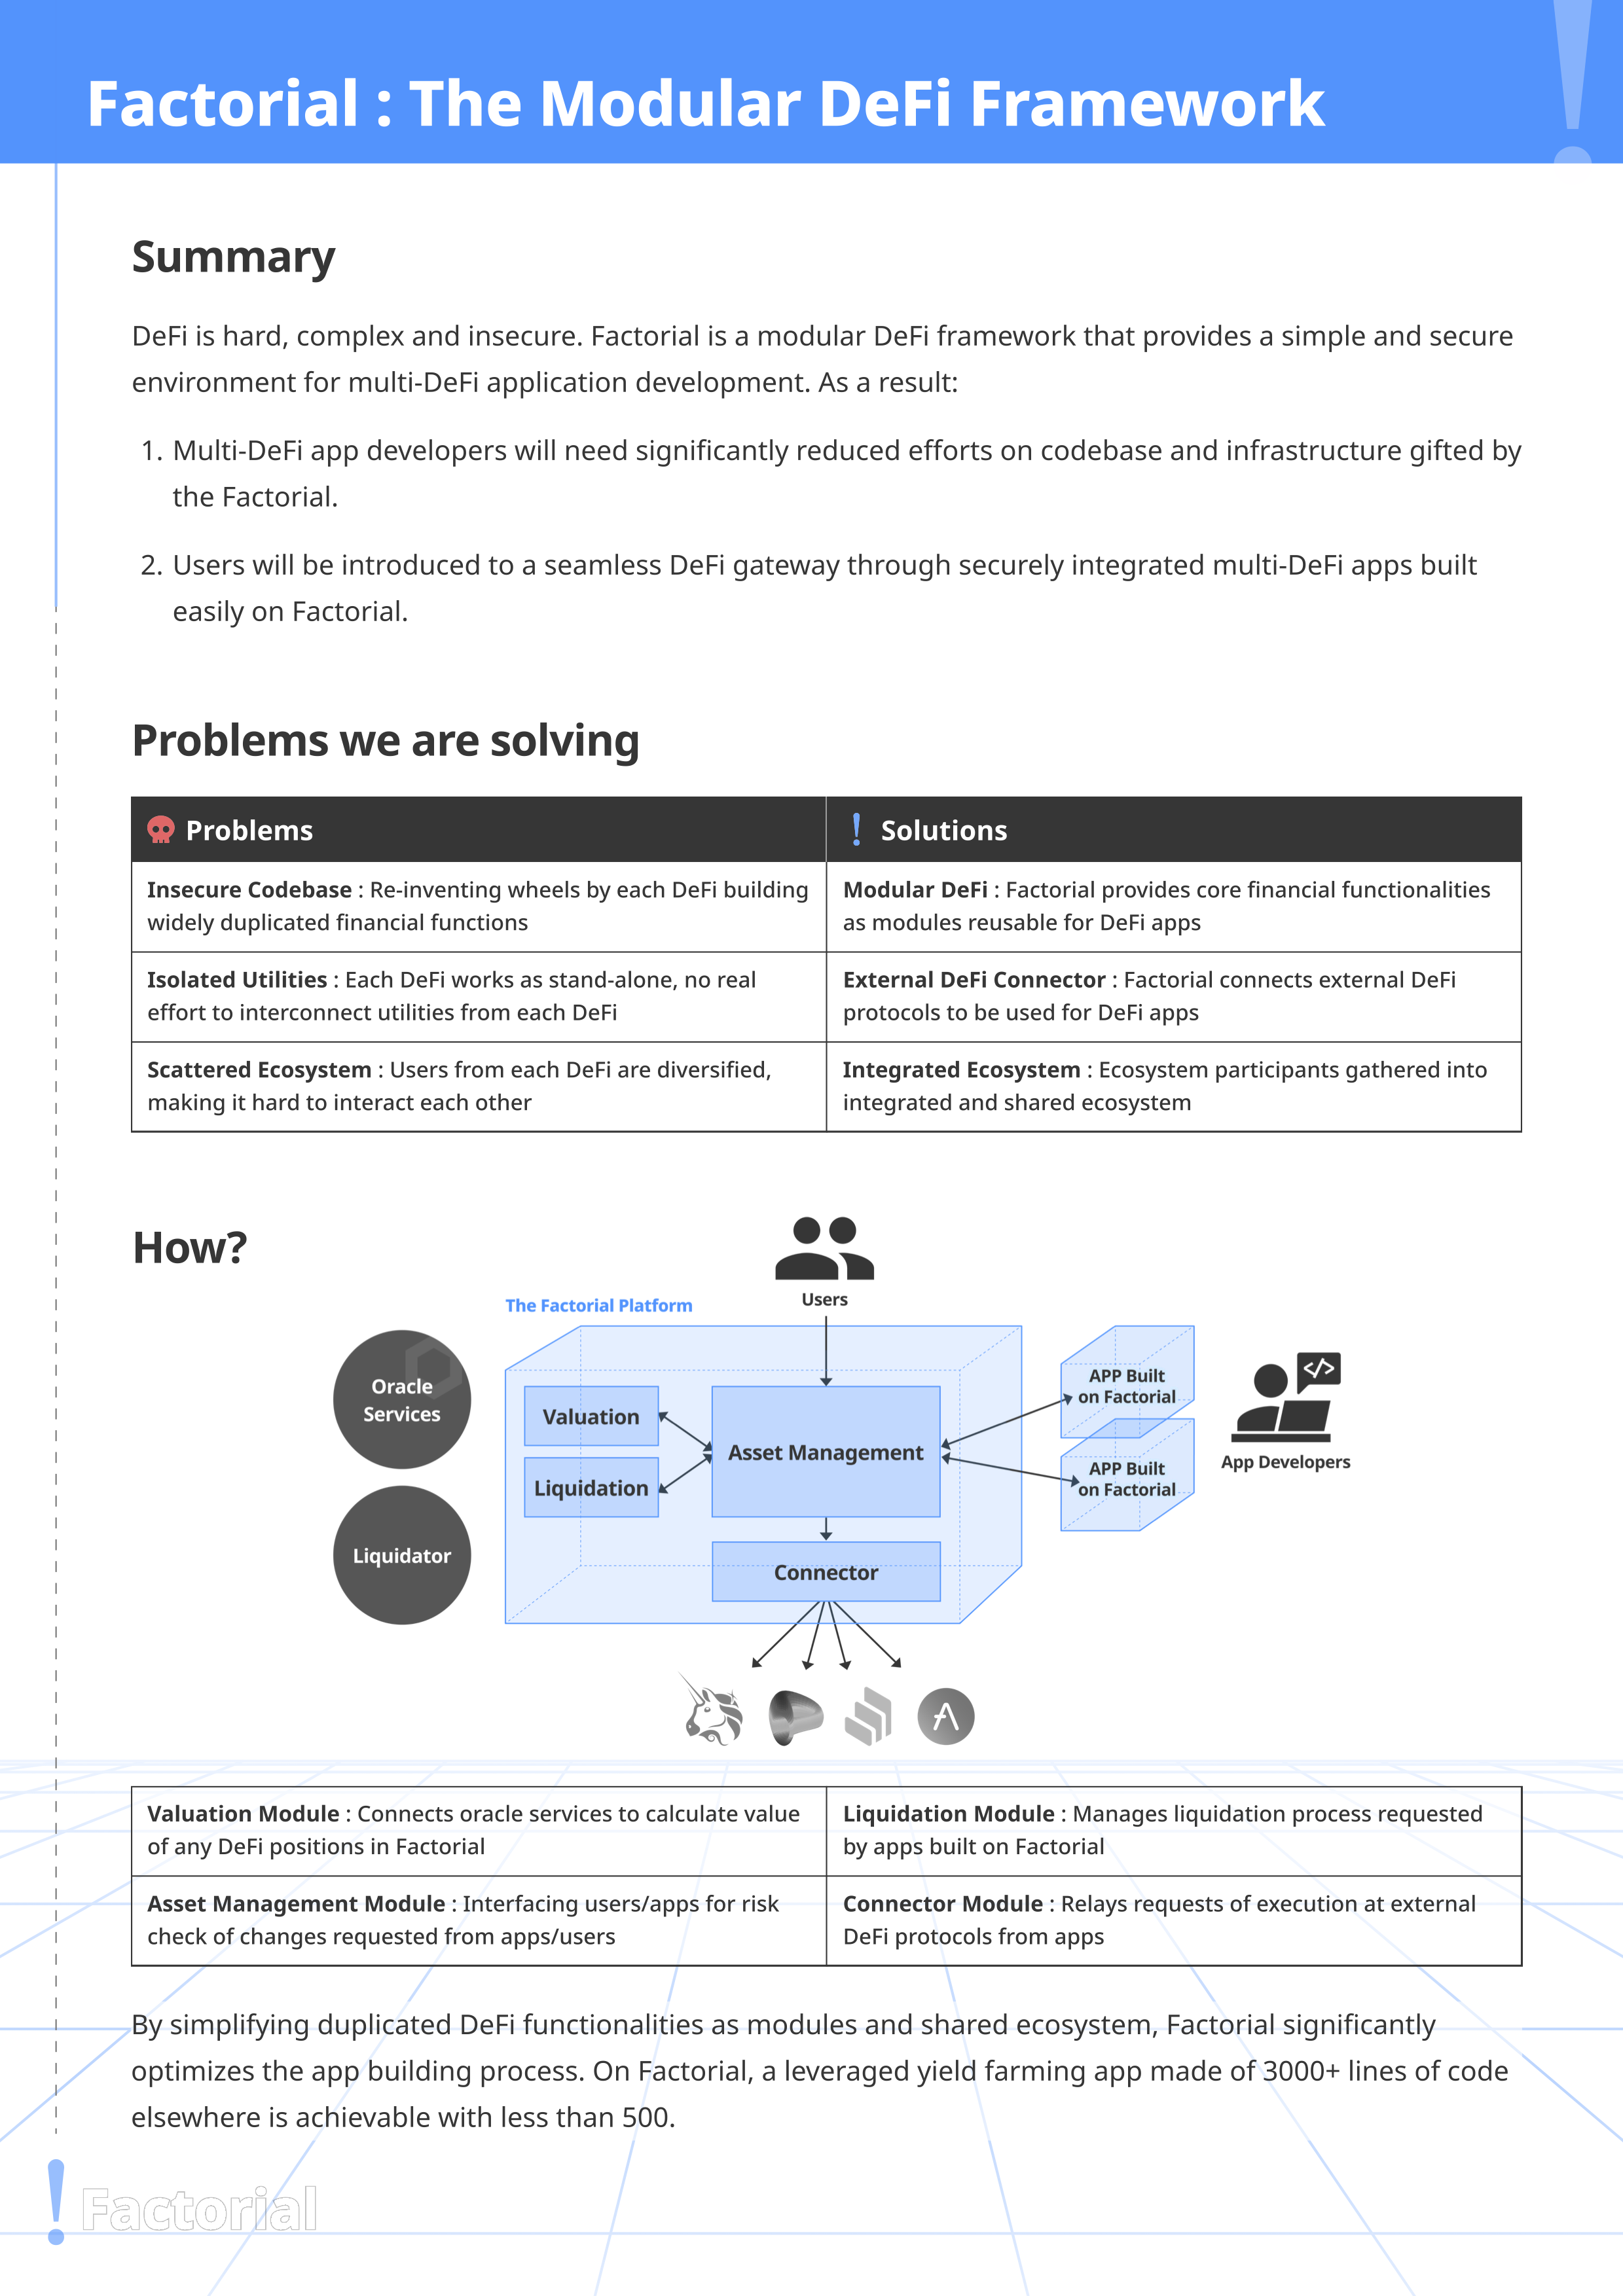 Factorial : The Modular DeFi Framework
Summary
DeFi is hard, complex and insecure. Factorial is a modular DeFi framework that provides a simple and secure
environment for multi-DeFi application development. As a result:
1. Multi-DeFi app developers will need significantly reduced efforts on codebase and infrastructure gifted by
the Factorial.
2. Users will be introduced to a seamless DeFi gateway through securely integrated multi-DeFi apps built
easily on Factorial.
Problems we are solving
Problems
Solutions
Insecure Codebase : Re-inventing wheels by each DeFi building
widely duplicated financial functions
Modular DeFi : Factorial provides core financial functionalities
as modules reusable for DeFi apps
Isolated Utilities : Each DeFi works as stand-alone, no real
effort to interconnect utilities from each DeFi
External DeFi Connector : Factorial connects external DeFi
protocols to be used for DeFi apps
Scattered Ecosystem : Users from each DeFi are diversified,
making it hard to interact each other
Integrated Ecosystem : Ecosystem participants gathered into
integrated and shared ecosystem
How?
Users
The Factorial Platform
Oracle
Services
Liquidator
Valuation
Liquidation
Asset Management
Connector
APP Built
on Factorial
APP Built
on Factorial
App Developers
Valuation Module : Connects oracle services to calculate value
of any DeFi positions in Factorial
Liquidation Module : Manages liquidation process requested
by apps built on Factorial
Asset Management Module : Interfacing users/apps for risk
check of changes requested from apps/users
Connector Module : Relays requests of execution at external
DeFi protocols from apps
By simplifying duplicated DeFi functionalities as modules and shared ecosystem, Factorial significantly
optimizes the app building process. On Factorial, a leveraged yield farming app made of 3000+ lines of code
elsewhere is achievable with less than 500.
! Factorial